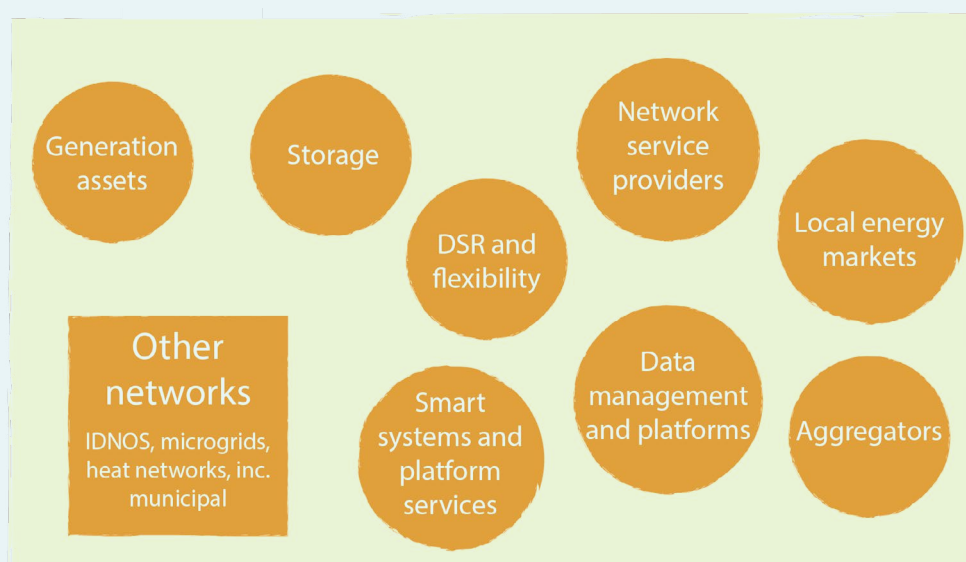 Generation
assets
Storage
Network
service
providers
Local energy
markets
DSR and
flexibility
Other
networks
IDNOS, microgrids,
heat networks, inc.
municipal
Smart
systems and
platform
services
Data
management
and platforms
Aggregators